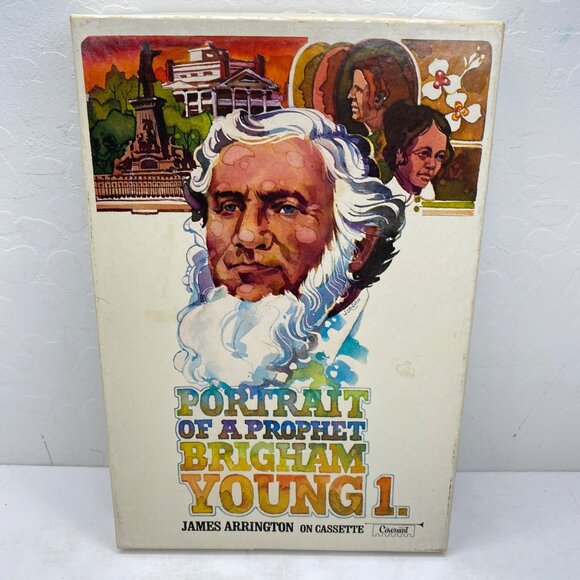 PORTRAIT
OF A PROPHET
BRIGHAM
YOUNG 1.
JAMES ARRINGTON ON CASSETTE
Covenant